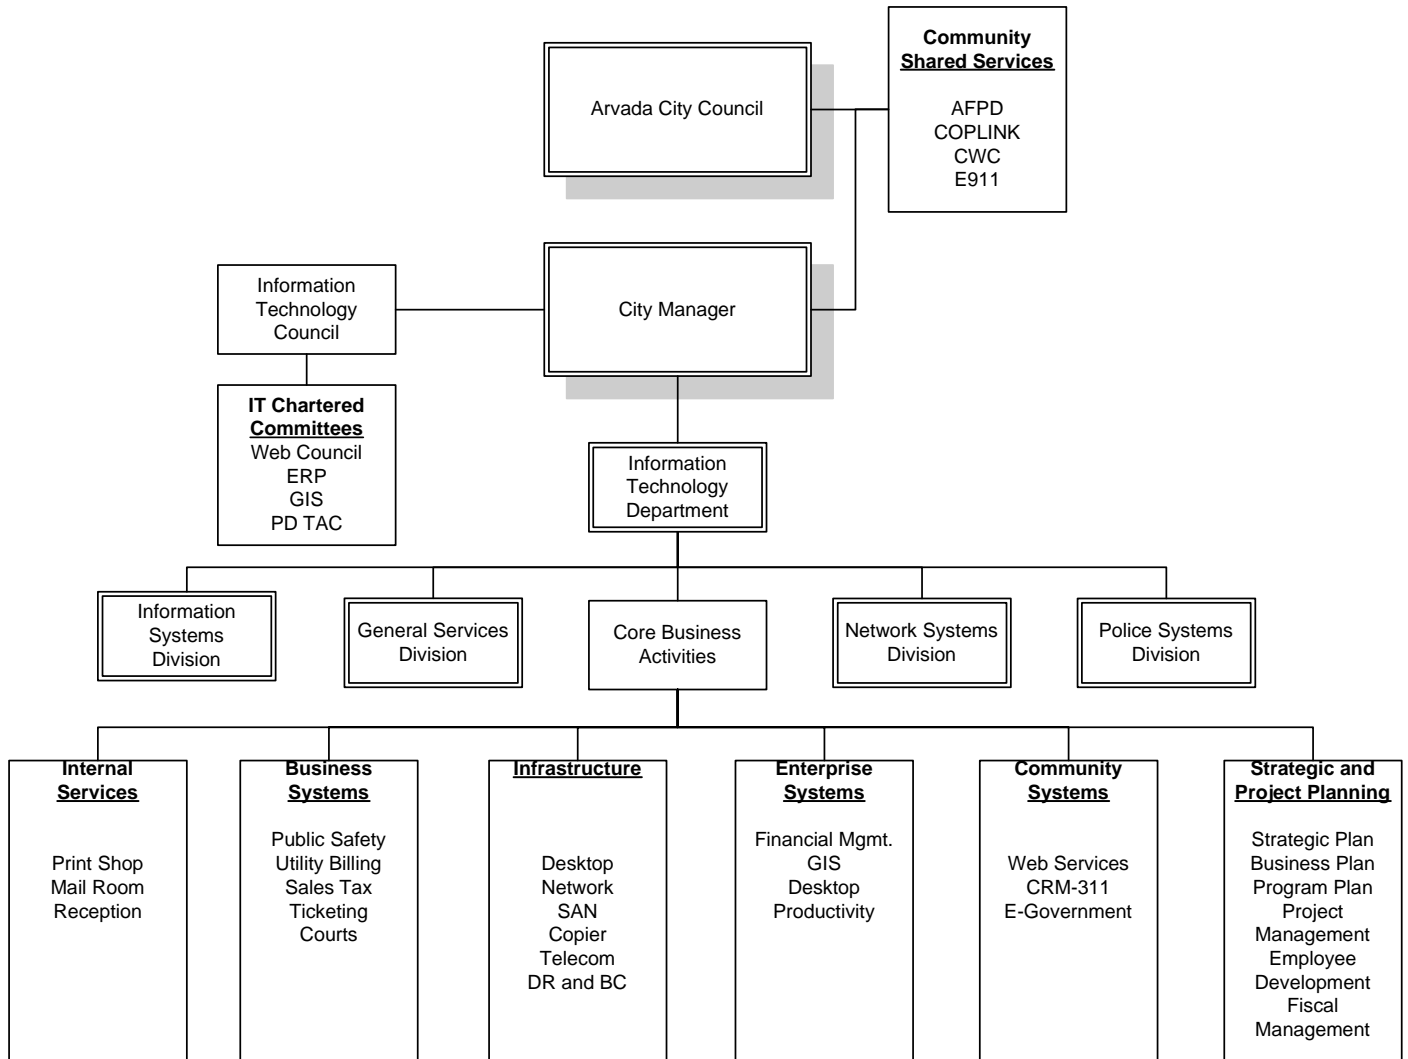 Arvada City Council
Community
Shared Services
AFPD
COPLINK
CWC
E911
City Manager
Information
Technology
Council
IT Chartered
Committees
Web Council
ERP
GIS
PD TAC
Information
Technology
Department
Information
Systems
Division
General Services
Division
Core Business
Activities
Network Systems
Division
Police Systems
Division
Internal
Services
Print Shop
Mail Room
Reception
Business
Systems
Public Safety
Utility Billing
Sales Tax
Ticketing
Courts
Infrastructure
Desktop
Network
SAN
Copier
Telecom
DR and BC
Enterprise
Systems
Financial Mgmt.
GIS
Desktop
Productivity
Community
Systems
Web Services
CRM-311
E-Government
Strategic and
Project Planning
Strategic Plan
Business Plan
Program Plan
Project
Management
Employee
Development
Fiscal
Management